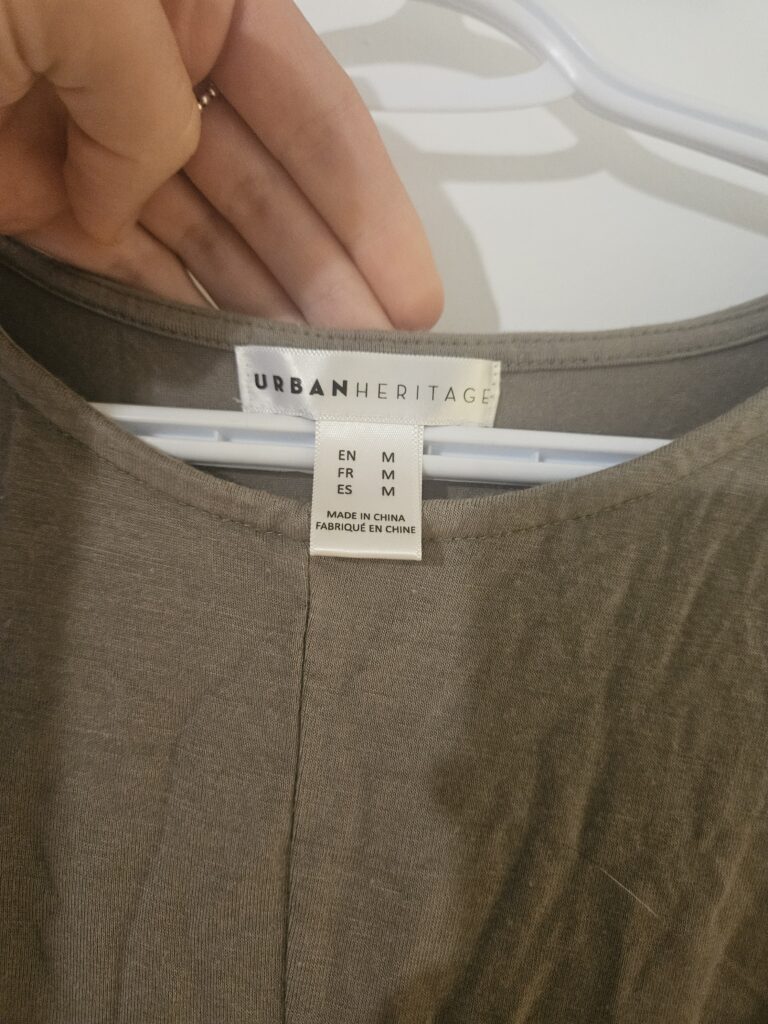 URBANHERITAGE
EN M
FR M
ES M
MADE IN CHINA
FABRIQUÉ EN CHINE